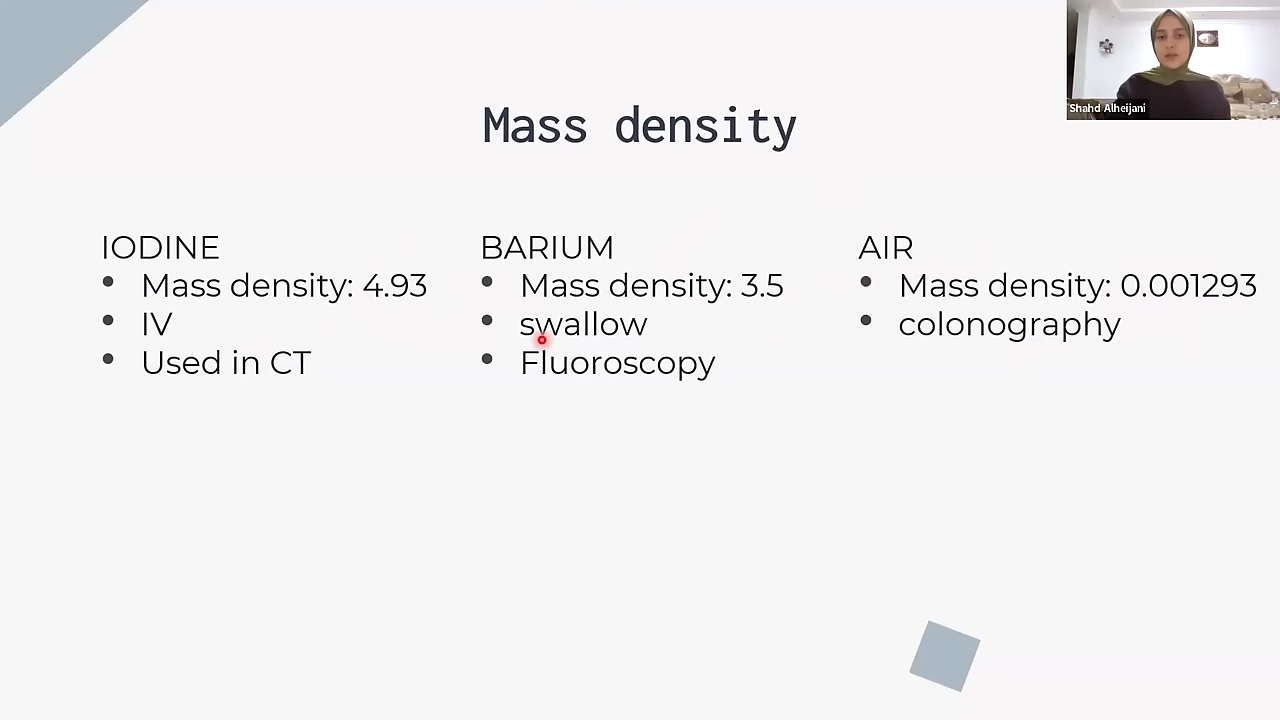 Shahd Alheijani
Mass density
IODINE
• Mass density: 4.93
• IV
• Used in CT
BARIUM
• Mass density: 3.5
• swallow
• Fluoroscopy
AIR
• Mass density: 0.001293
• colonography